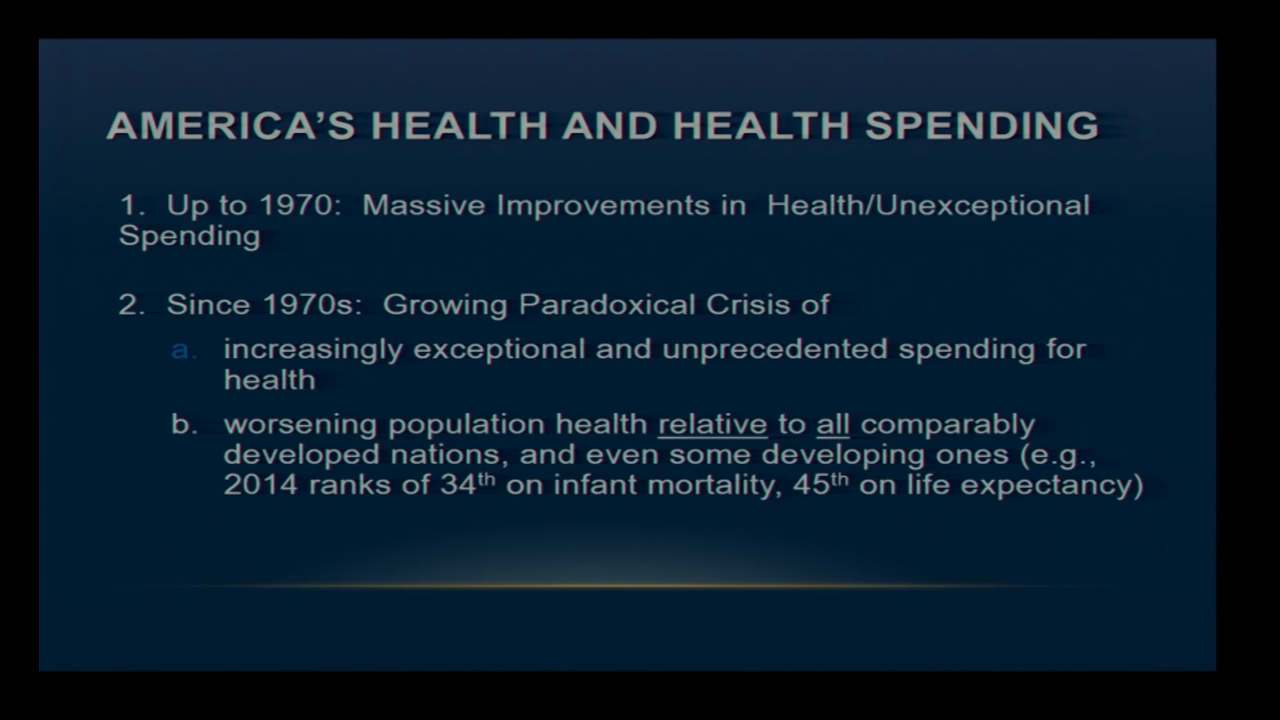 AMERICA'S HEALTH AND HEALTH SPENDING
1. Up to 1970: Massive Improvements in Health/Unexceptional
Spending
2. Since 1970s: Growing Paradoxical Crisis of
a. increasingly exceptional and unprecedented spending for
health
b. worsening population health relative to all comparably
developed nations, and even some developing ones (e.g.,
2014 ranks of 34th on infant mortality, 45th on life expectancy)